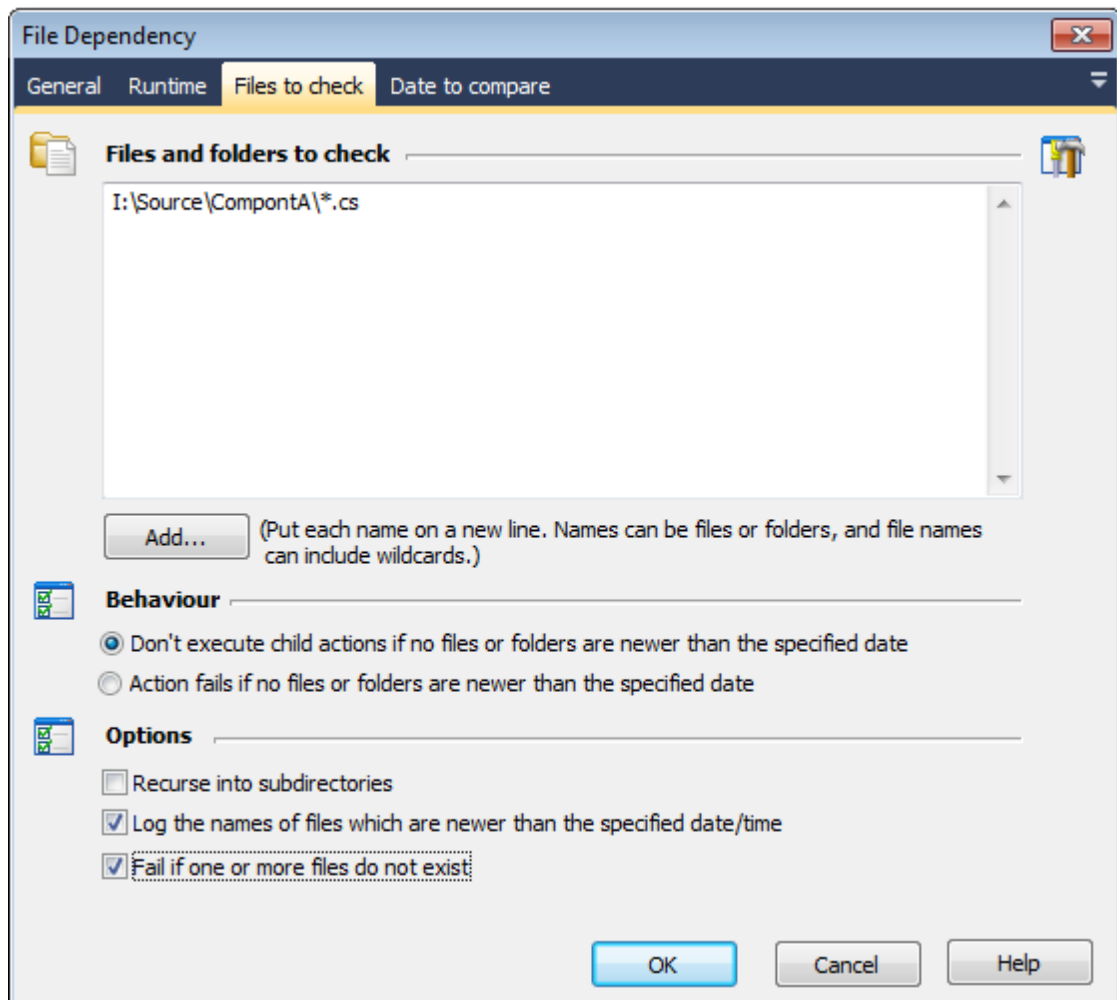 File Dependency
General Runtime Files to check Date to compare
Files and folders to check
I:\Source\CompontA\*.cs
Add... (Put each name on a new line. Names can be files or folders, and file names
can include wildcards.)
Behaviour
Don't execute child actions if no files or folders are newer than the specified date
Action fails if no files or folders are newer than the specified date
Options
Recurse into subdirectories
Log the names of files which are newer than the specified date/time
Fail if one or more files do not exist
OK Cancel Help